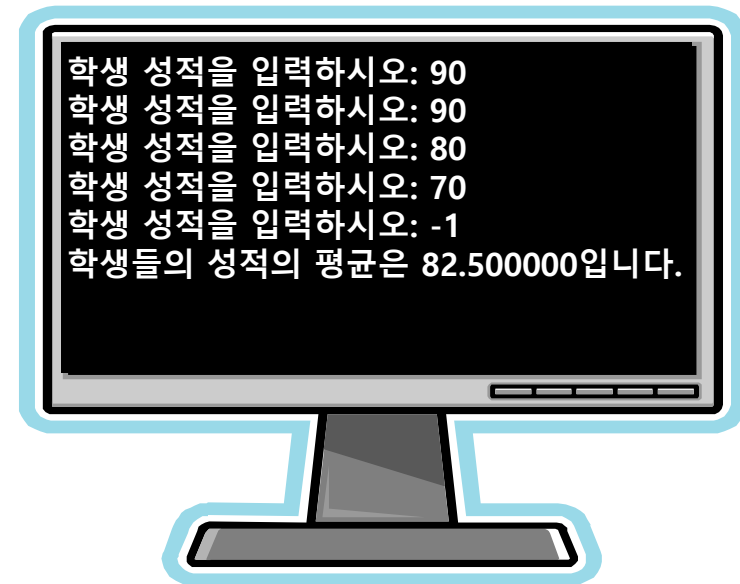 학생 성적을 입력하시오: 90
학생 성적을 입력하시오: 90
학생 성적을 입력하시오: 80
학생 성적을 입력하시오: 70
학생 성적을 입력하시오: -1
학생들의 성적의 평균은 82.500000입니다.